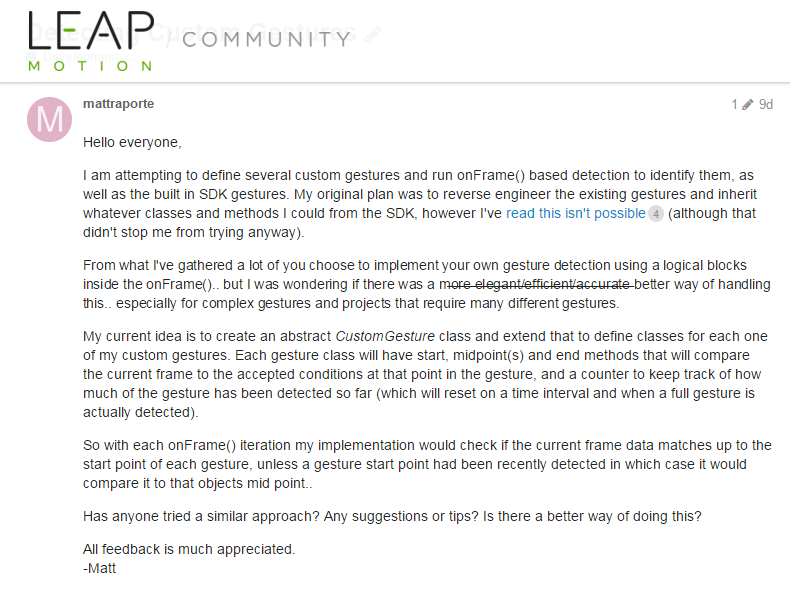 Detecting Custom Gestures
LEAP
MOTION
/ COMMUNITY
M
mattraporte
1
9d
Hello everyone,
I am attempting to define several custom gestures and run onFrame() based detection to identify them, as
well as the built in SDK gestures. My original plan was to reverse engineer the existing gestures and inherit
whatever classes and methods I could from the SDK, however I've read this isn't possible 4 (although that
didn't stop me from trying anyway).
From what I've gathered a lot of you choose to implement your own gesture detection using a logical blocks
inside the onFrame().. but I was wondering if there was a more elegant/efficient/accurate better way of handling
this.. especially for complex gestures and projects that require many different gestures.
My current idea is to create an abstract CustomGesture class and extend that to define classes for each one
of my custom gestures. Each gesture class will have start, midpoint(s) and end methods that will compare
the current frame to the accepted conditions at that point in the gesture, and a counter to keep track of how
much of the gesture has been detected so far (which will reset on a time interval and when a full gesture is
actually detected).
So with each onFrame() iteration my implementation would check if the current frame data matches up to the
start point of each gesture, unless a gesture start point had been recently detected in which case it would
compare it to that objects mid point..
Has anyone tried a similar approach? Any suggestions or tips? Is there a better way of doing this?
All feedback is much appreciated.
-Matt